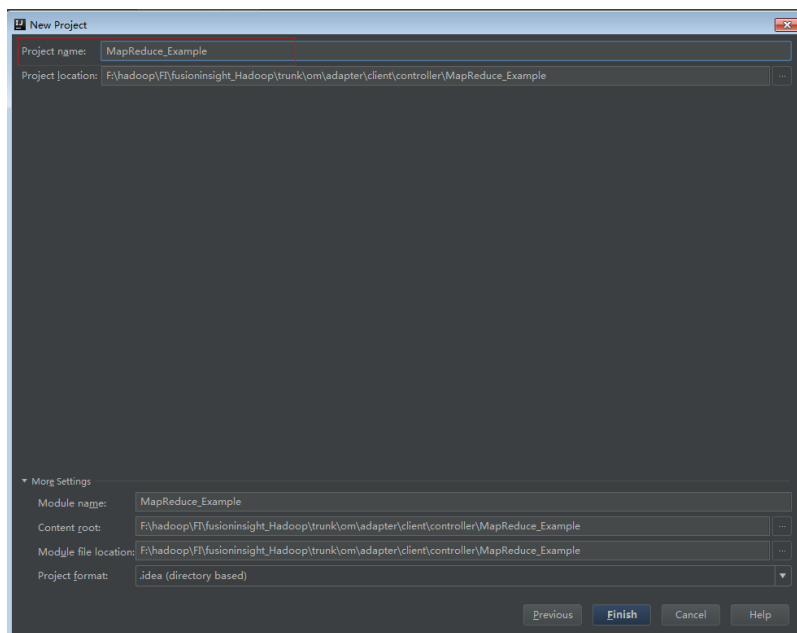 New Project
Project name: MapReduce_Example
Project location: F:\hadoop\FI\fusioninsight_Hadoop\trunk\om\adapter\client\controller\MapReduce_Example ...
More Settings
Module name: MapReduce_Example
Content root: F:\hadoop\FI\fusioninsight_Hadoop\trunk\om\adapter\client\controller\MapReduce_Example ...
Module file location: F:\hadoop\FI\fusioninsight_Hadoop\trunk\om\adapter\client\controller\MapReduce_Example ...
Project format: .idea (directory based)
Previous Finish Cancel Help